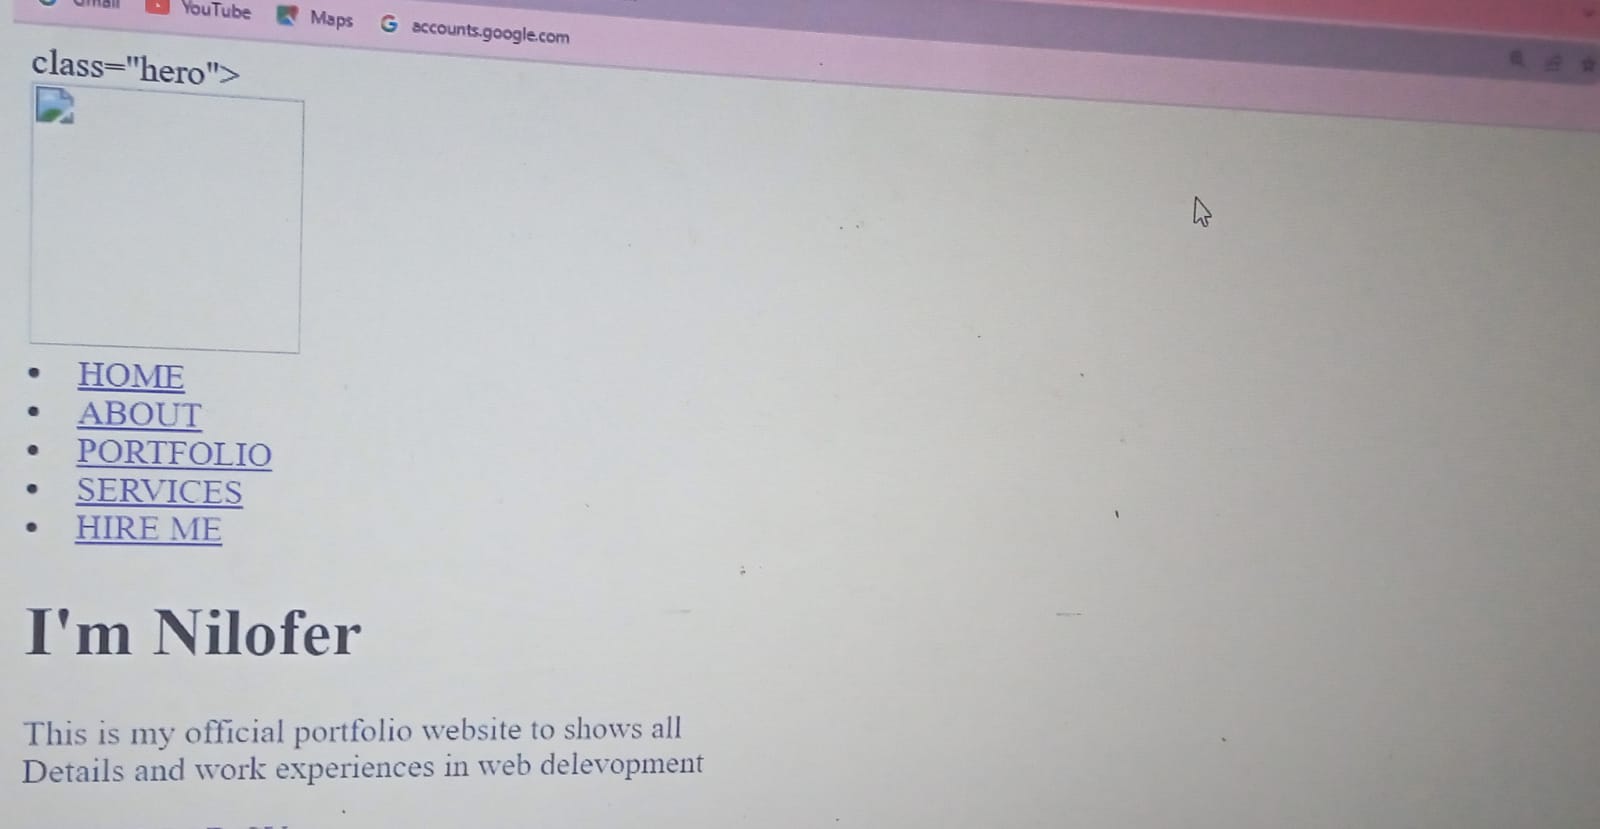 Gmail
YouTube
Maps
accounts.google.com
class="hero">
HOME
ABOUT
PORTFOLIO
SERVICES
HIRE ME
I'm Nilofer
This is my official portfolio website to shows all
Details and work experiences in web delevopment